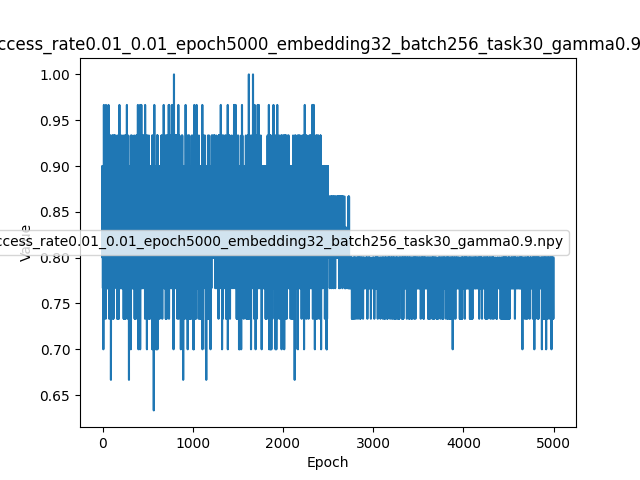 ccess_rate0.01_0.01_epoch5000_embedding32_batch256_task30_gamma0.9
1.00
0.95
0.90
0.85
Value
ccess_rate0.01_0.01_epoch5000_embedding32_batch256_task30_gamma0.9.npy
0.80
0.75
0.70
0.65
0 1000 2000 3000 4000 5000
Epoch